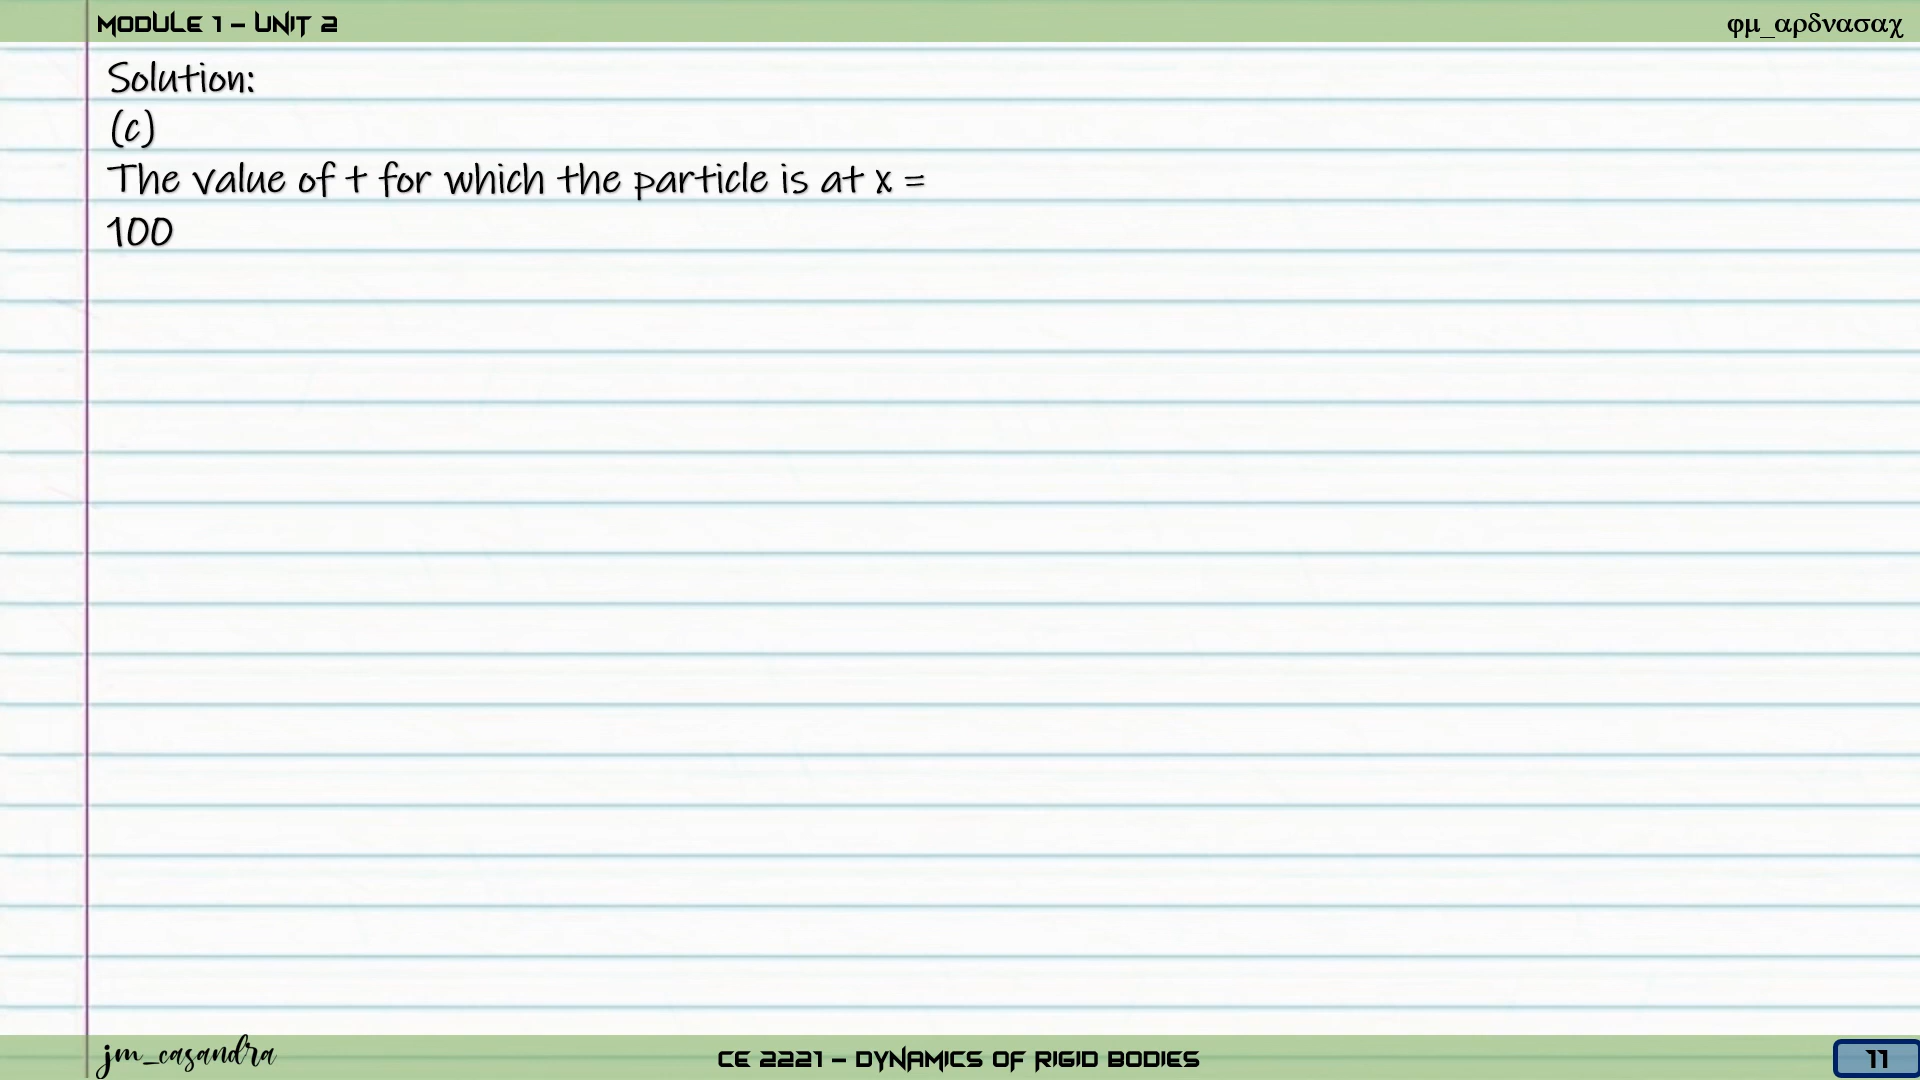 MODULE 1 – UNIT 2
φμ_αρδνασαχ
Solution:
(c)
The value of t for which the particle is at x =
100
jm_casandra
CE 2221 – DYNAMICS OF RIGID BODIES
11